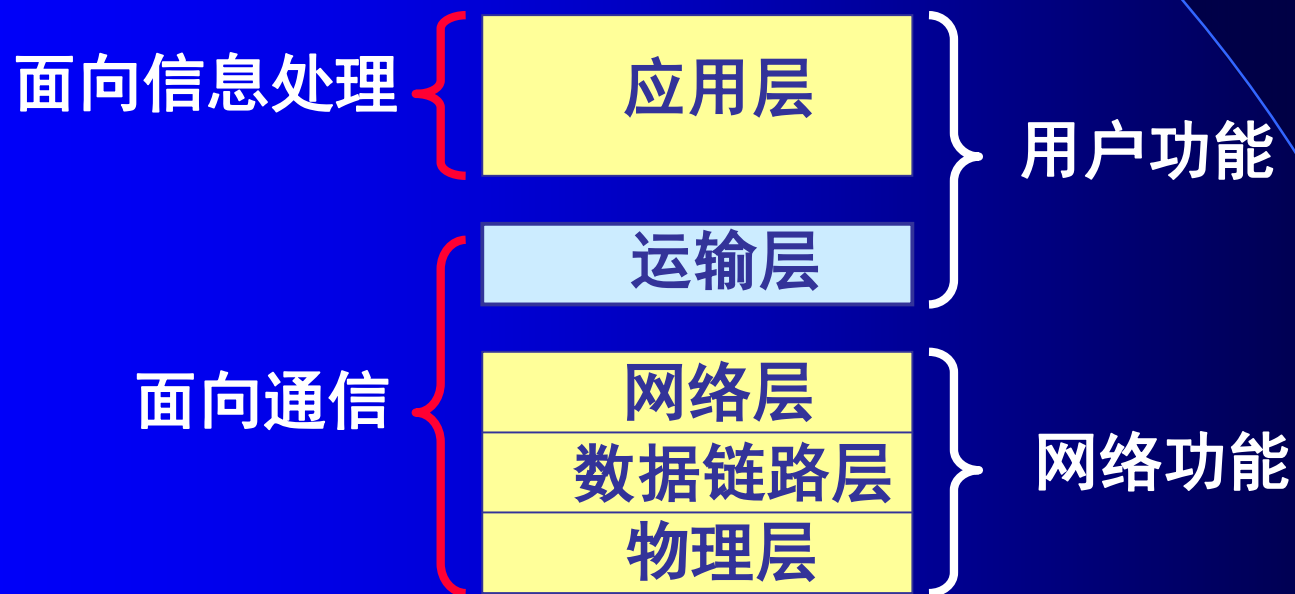 面向信息处理
应用层
用户功能
运输层
面向通信
网络层
数据链路层
网络功能
物理层